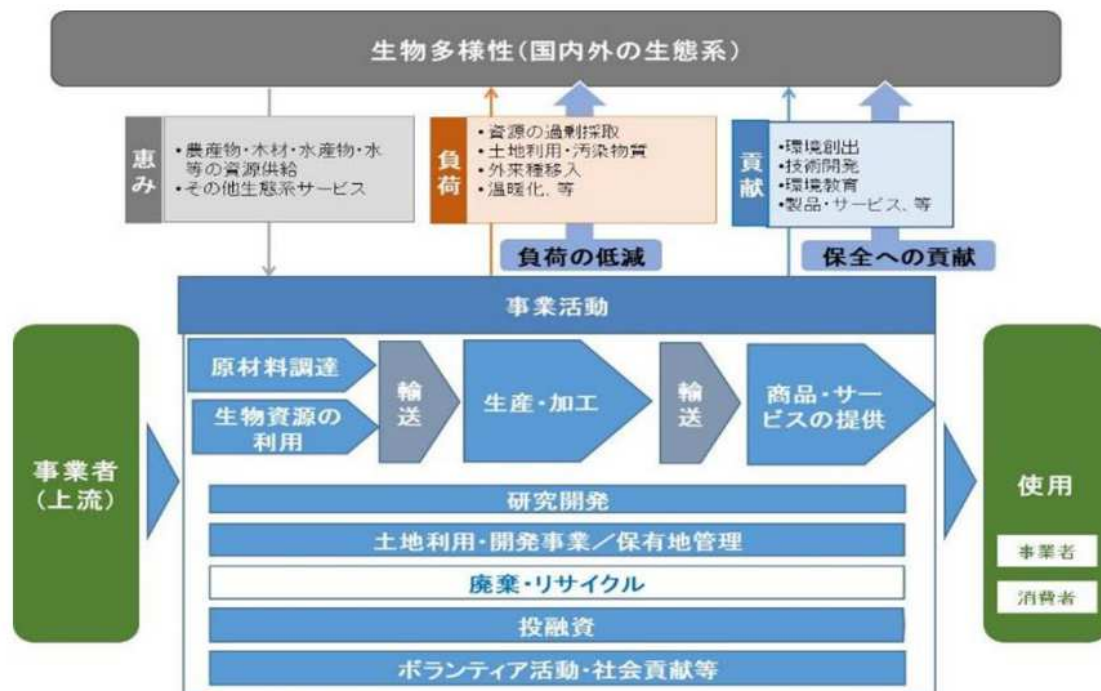 生物多様性(国内外の生態系)
恵み
•農産物・木材・水産物・水
等の資源供給
•その他生態系サービス
負荷
•資源の過剰採取
•土地利用・汚染物質
•外来種移入
•温暖化、等
貢献
•環境創出
•技術開発
•環境教育
•製品・サービス、等
負荷の低減
保全への貢献
事業活動
事業者
(上流)
原材料調達
生物資源の
利用
輸送
生産・加工
輸送
商品・サー
ビスの提供
研究開発
土地利用・開発事業／保有地管理
廃棄・リサイクル
投融資
ボランティア活動・社会貢献等
使用
事業者
消費者